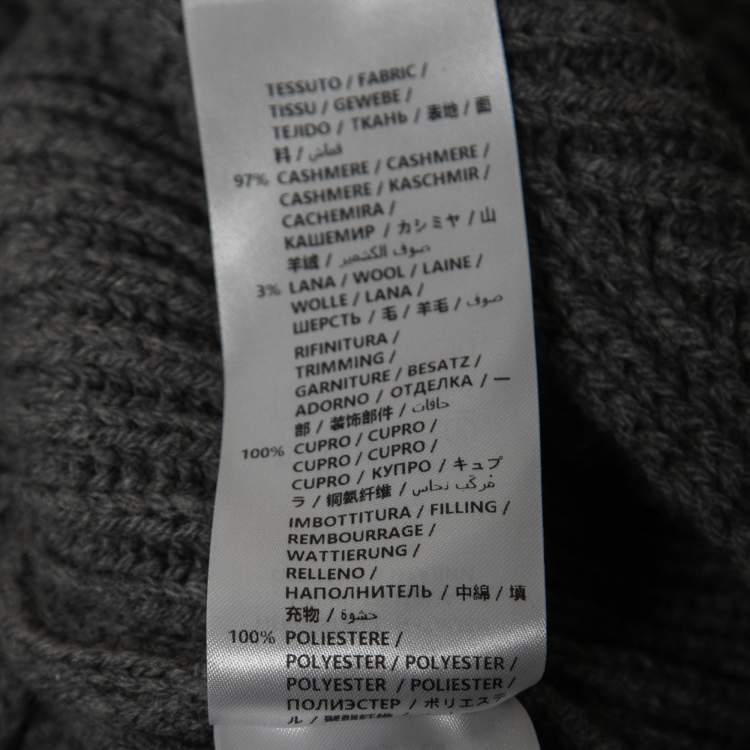 TESSUTO / FABRIC /
TISSU / GEWEBE /
TEJIDO / ТКАНЬ / 表地 / 面
料 / قماش
97% CASHMERE / CASHMERE /
CASHMERE / KASCHMIR /
CACHEMIRA /
КАШЕМИР / カシミヤ / 山
羊绒 / صوف الكشمير
3% LANA / WOOL / LAINE /
WOLLE / LANA /
ШЕРСТЬ / 毛 / 羊毛 / صوف
RIFINITURA /
TRIMMING /
GARNITURE / BESATZ /
ADORNO / ОТДЕЛКА / 一
部 / 装饰部件 / حافات
100% CUPRO / CUPRO /
CUPRO / CUPRO /
CUPRO / КУПРО / キュプ
ラ / 铜氨纤维 / مركب نحاس
IMBOTTITURA / FILLING /
REMBOURRAGE /
WATTIERUNG /
RELLENO /
НАПОЛНИТЕЛЬ / 中綿 / 填
充物 / حشوة
100% POLIESTERE /
POLYESTER / POLYESTER /
POLYESTER / POLIESTER /
ПОЛИЭСТЕР / ポリエステ
ル /